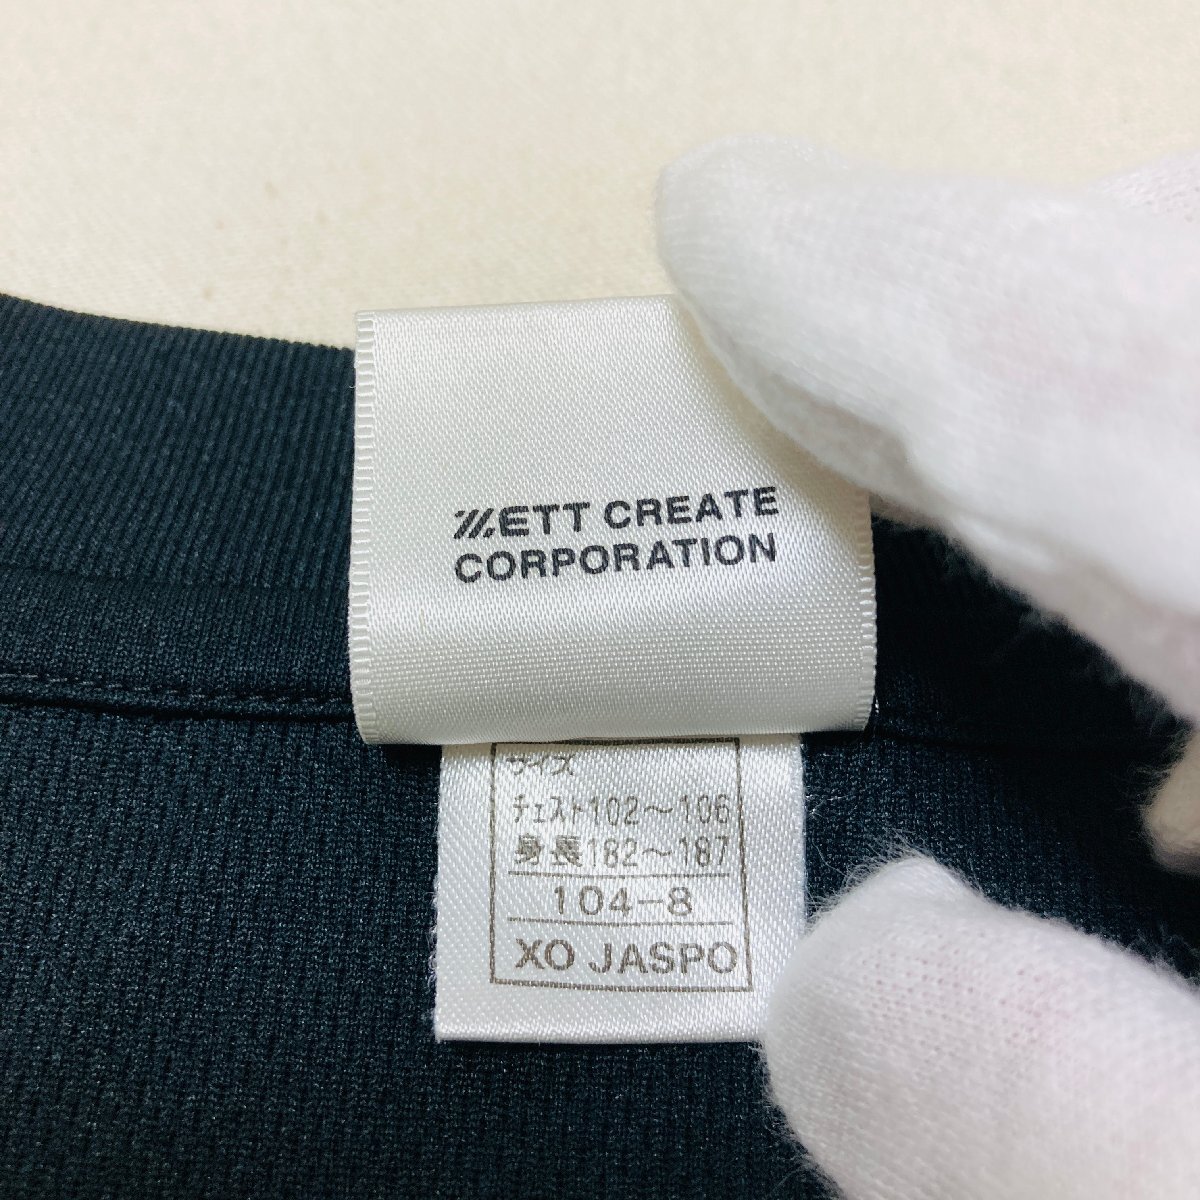 ZETT CREATE
CORPORATION
サイズ
チェスト102～106
身長182～187
104-8
XO JASPO